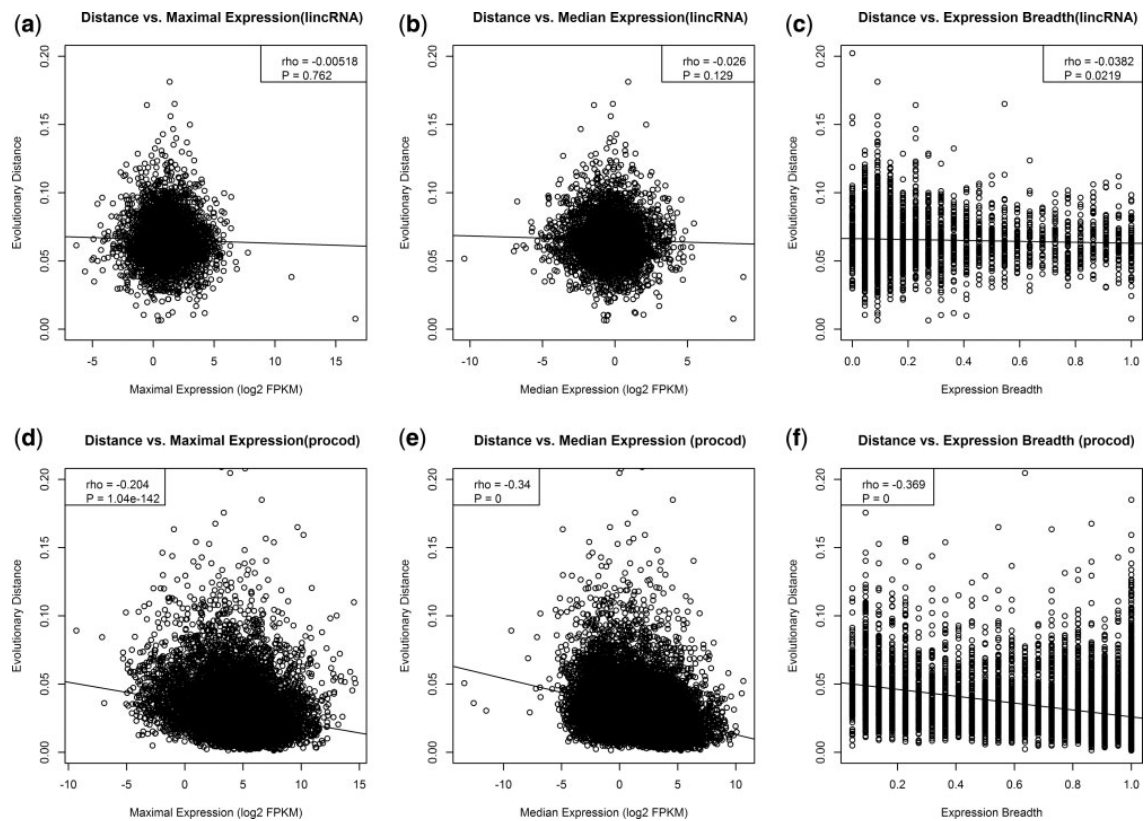 (a) Distance vs. Maximal Expression(lincRNA)
rho = -0.00518
P = 0.762
Evolutionary Distance
0.20
0.15
0.10
0.05
0.00
-5 0 5 10 15
Maximal Expression (log2 FPKM)
(b) Distance vs. Median Expression(lincRNA)
rho = -0.026
P = 0.129
Evolutionary Distance
0.20
0.15
0.10
0.05
0.00
-10 -5 0 5
Median Expression (log2 FPKM)
(c) Distance vs. Expression Breadth(lincRNA)
rho = -0.0382
P = 0.0219
Evolutionary Distance
0.20
0.15
0.10
0.05
0.00
0.0 0.2 0.4 0.6 0.8 1.0
Expression Breadth
(d) Distance vs. Maximal Expression(procod)
rho = -0.204
P = 1.04e-142
Evolutionary Distance
0.20
0.15
0.10
0.05
0.00
-10 -5 0 5 10 15
Maximal Expression (log2 FPKM)
(e) Distance vs. Median Expression (procod)
rho = -0.34
P = 0
Evolutionary Distance
0.20
0.15
0.10
0.05
0.00
-10 -5 0 5 10
Median Expression (log2 FPKM)
(f) Distance vs. Expression Breadth (procod)
rho = -0.369
P = 0
Evolutionary Distance
0.20
0.15
0.10
0.05
0.00
0.2 0.4 0.6 0.8 1.0
Expression Breadth